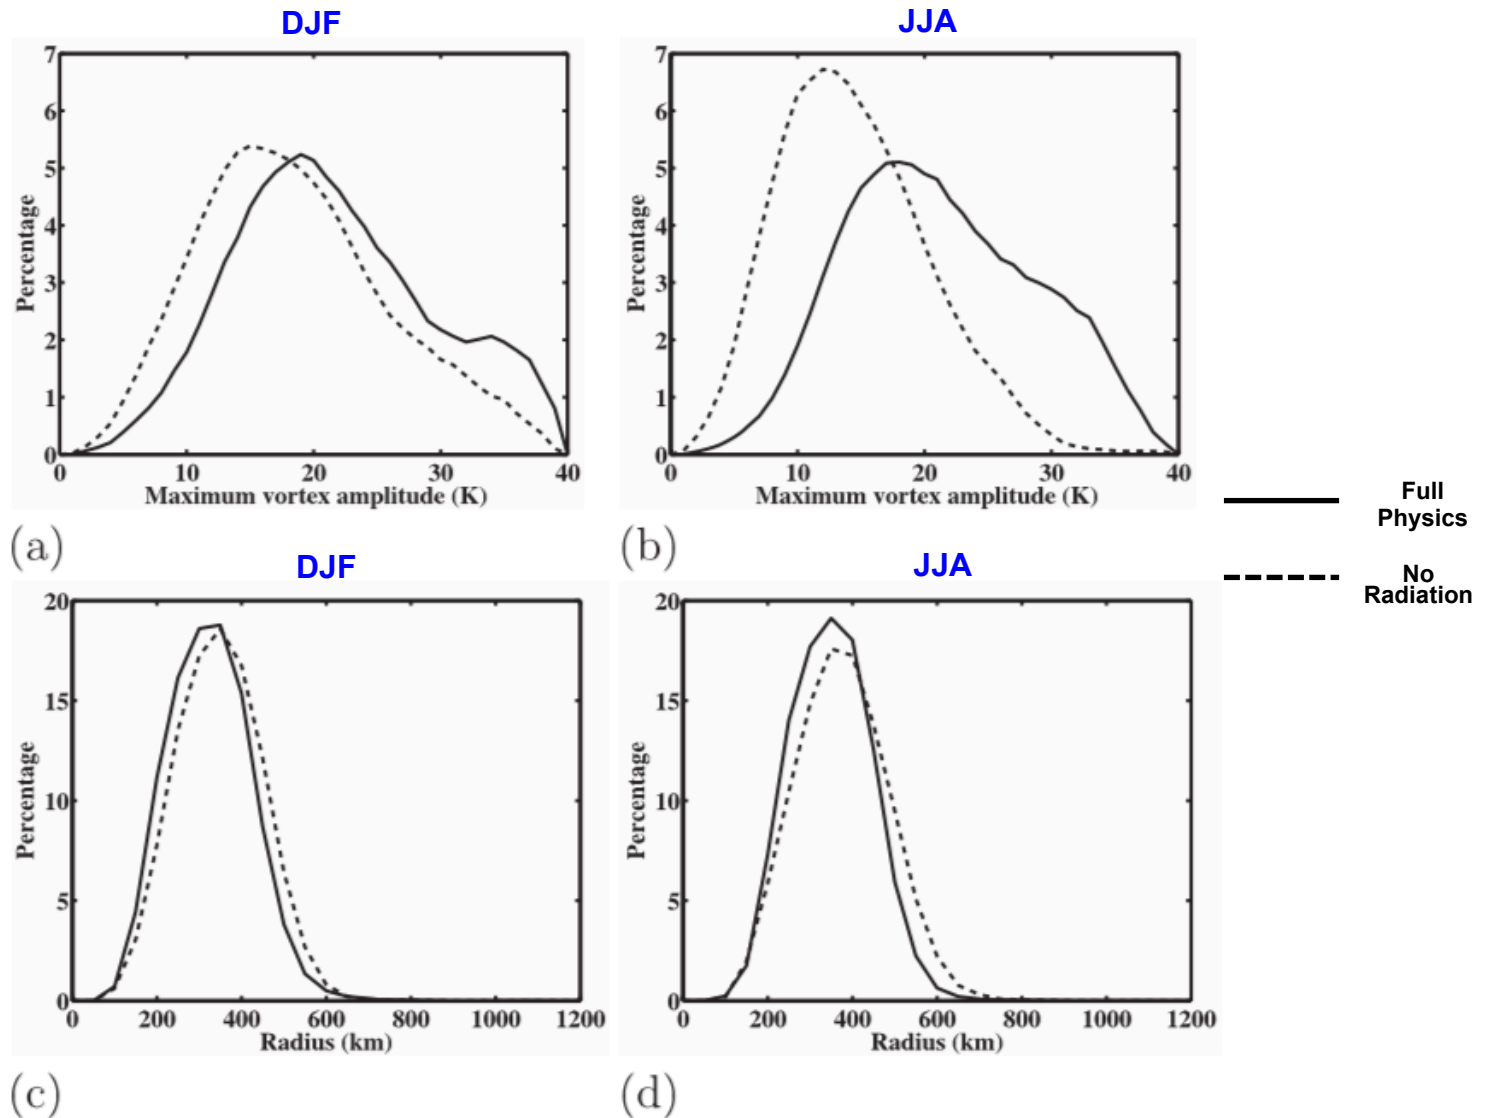 DJF
JJA
7
6
5
4
3
2
1
0
Percentage
0 10 20 30 40
Maximum vortex amplitude (K)
(a)
7
6
5
4
3
2
1
0
Percentage
0 10 20 30 40
Maximum vortex amplitude (K)
(b)
Full
Physics
No
Radiation
DJF
JJA
20
15
10
5
0
Percentage
0 200 400 600 800 1000 1200
Radius (km)
(c)
20
15
10
5
0
Percentage
0 200 400 600 800 1000 1200
Radius (km)
(d)